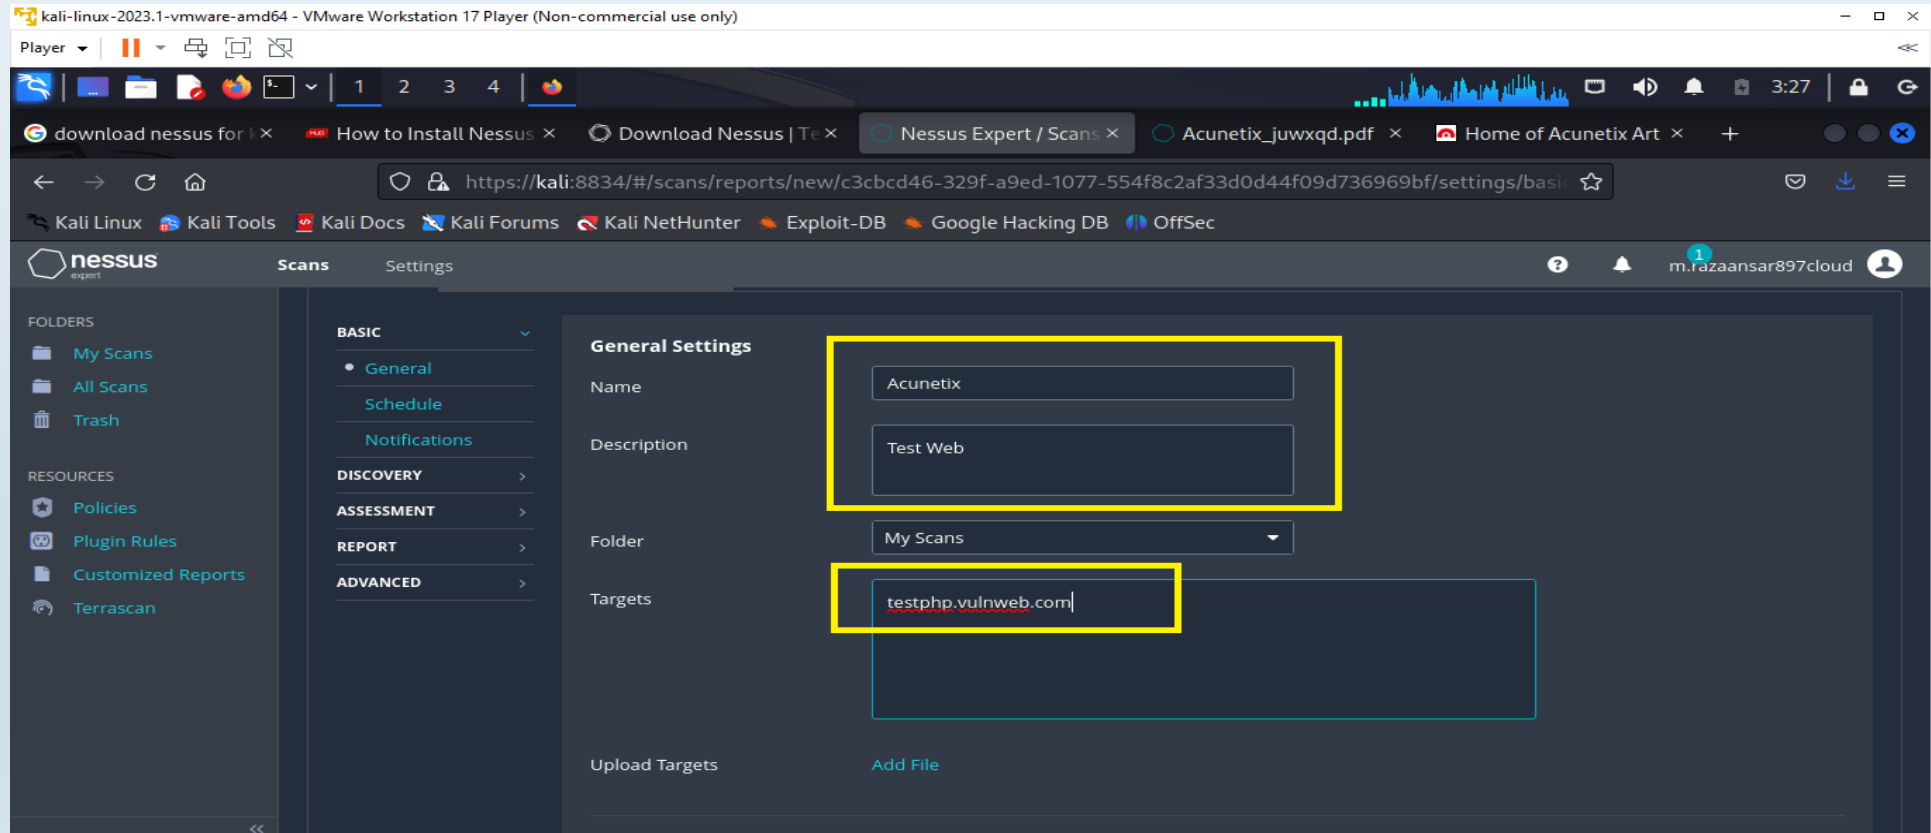 kali-linux-2023.1-vmware-amd64 - VMware Workstation 17 Player (Non-commercial use only)
Player
1 2 3 4
3:27
download nessus for k
How to Install Nessus
Download Nessus | Te
Nessus Expert / Scans
Acunetix_juwxqd.pdf
Home of Acunetix Art
https://kali:8834/#/scans/reports/new/c3cbcd46-329f-a9ed-1077-554f8c2af33d0d44f09d736969bf/settings/basic
Kali Linux Kali Tools Kali Docs Kali Forums Kali NetHunter Exploit-DB Google Hacking DB OffSec
nessus
expert
Scans Settings
1
m.razaansar897cloud
FOLDERS
My Scans
All Scans
Trash
RESOURCES
Policies
Plugin Rules
Customized Reports
Terrascan
BASIC
General
Schedule
Notifications
DISCOVERY
ASSESSMENT
REPORT
ADVANCED
General Settings
Name Acunetix
Description Test Web
Folder My Scans
Targets testphp.vulnweb.com
Upload Targets Add File